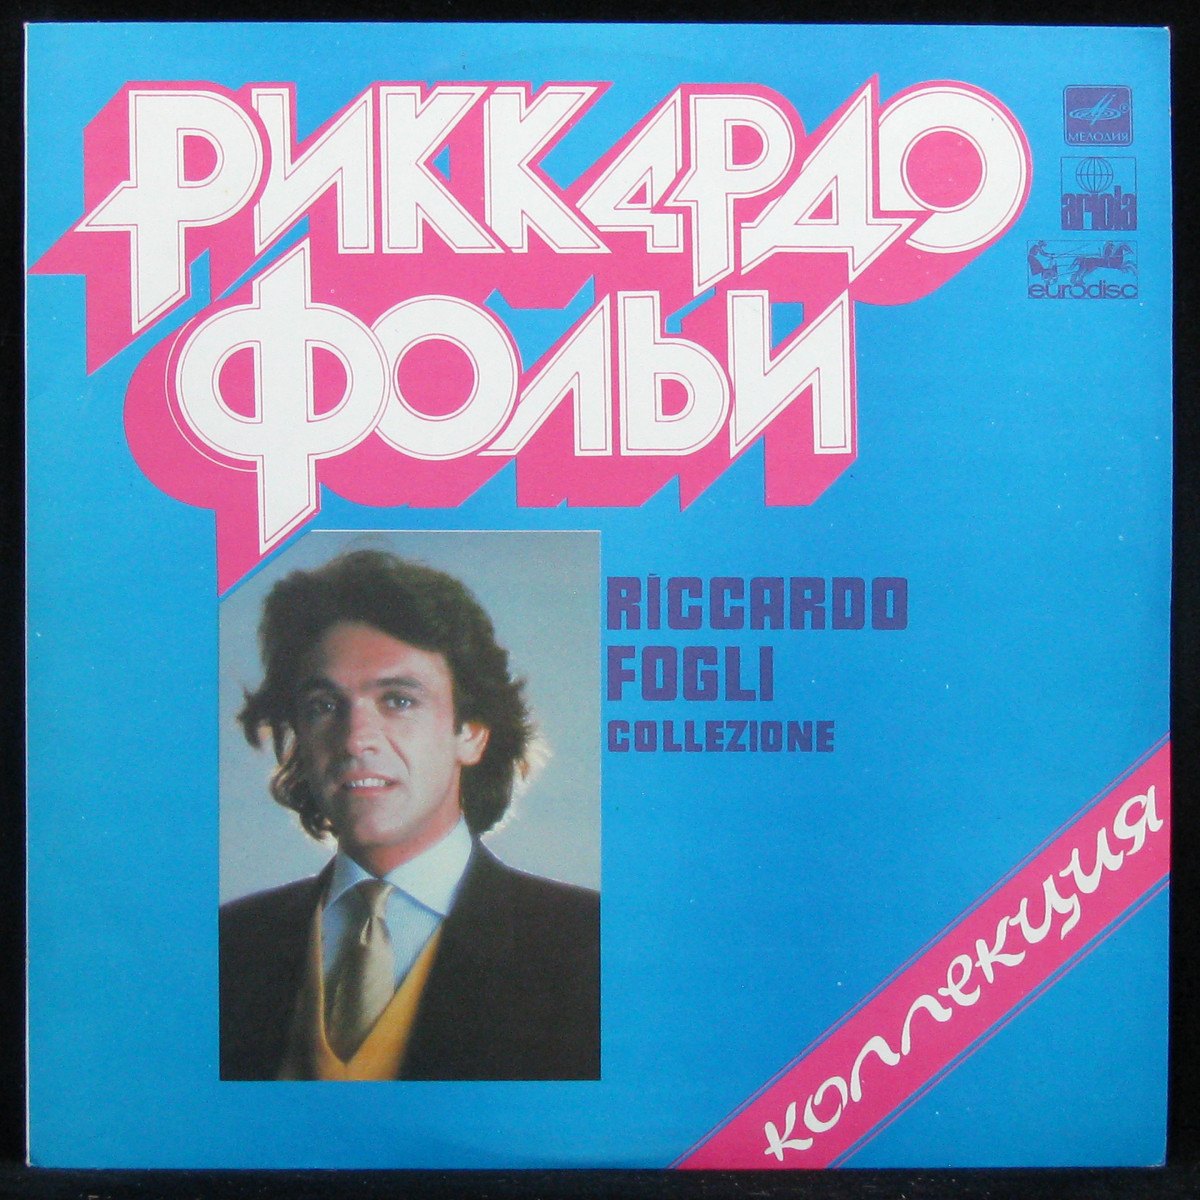 РИККАРДО
ФОЛЬИ
МЕЛОДИЯ
ariola
eurodisc
RICCARDO
FOGLI
COLLEZIONE
коллекция